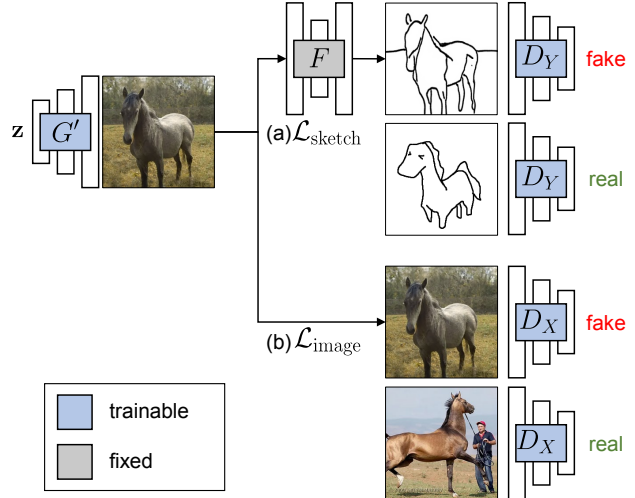 z
G′
F
D_Y
fake
(a) 𝓛_sketch
D_Y
real
(b) 𝓛_image
D_X
fake
D_X
real
trainable
fixed